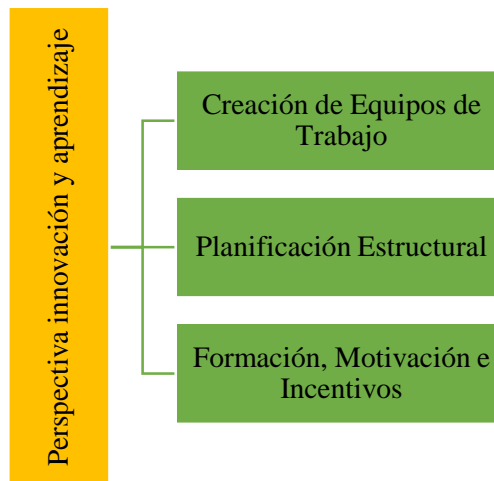 Perspectiva innovación y aprendizaje
Creación de Equipos de
Trabajo
Planificación Estructural
Formación, Motivación e
Incentivos